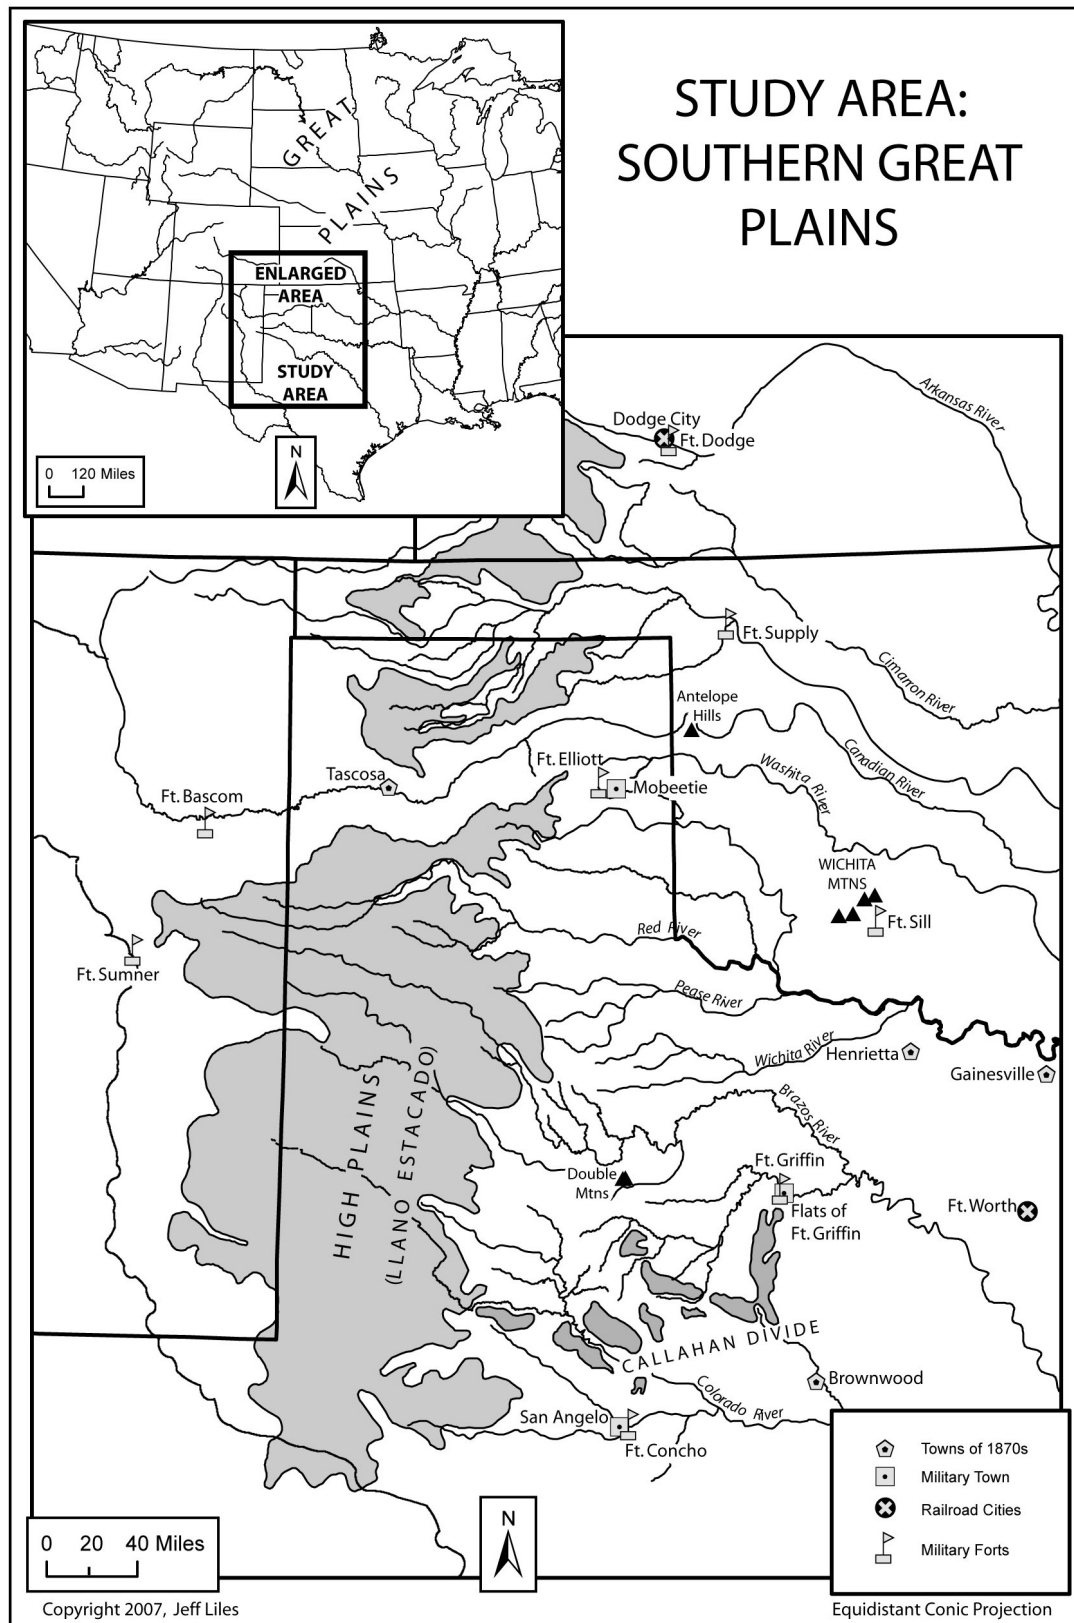 STUDY AREA:
SOUTHERN GREAT
PLAINS
GREAT
PLAINS
ENLARGED
AREA
STUDY
AREA
N
0 120 Miles
Arkansas River
Dodge City
Ft. Dodge
Ft. Supply
Cimarron River
Antelope
Hills
Canadian River
Washita River
Ft. Elliott
Mobeetie
Tascosa
Ft. Bascom
WICHITA
MTNS
Ft. Sill
Red River
Ft. Sumner
Pease River
Wichita River
Henrietta
Gainesville
HIGH PLAINS
(LLANO ESTACADO)
Brazos River
Double
Mtns
Ft. Griffin
Flats of
Ft. Griffin
Ft. Worth
CALLAHAN DIVIDE
Brownwood
Colorado River
San Angelo
Ft. Concho
Towns of 1870s
Military Town
Railroad Cities
Military Forts
N
0 20 40 Miles
Copyright 2007, Jeff Liles
Equidistant Conic Projection